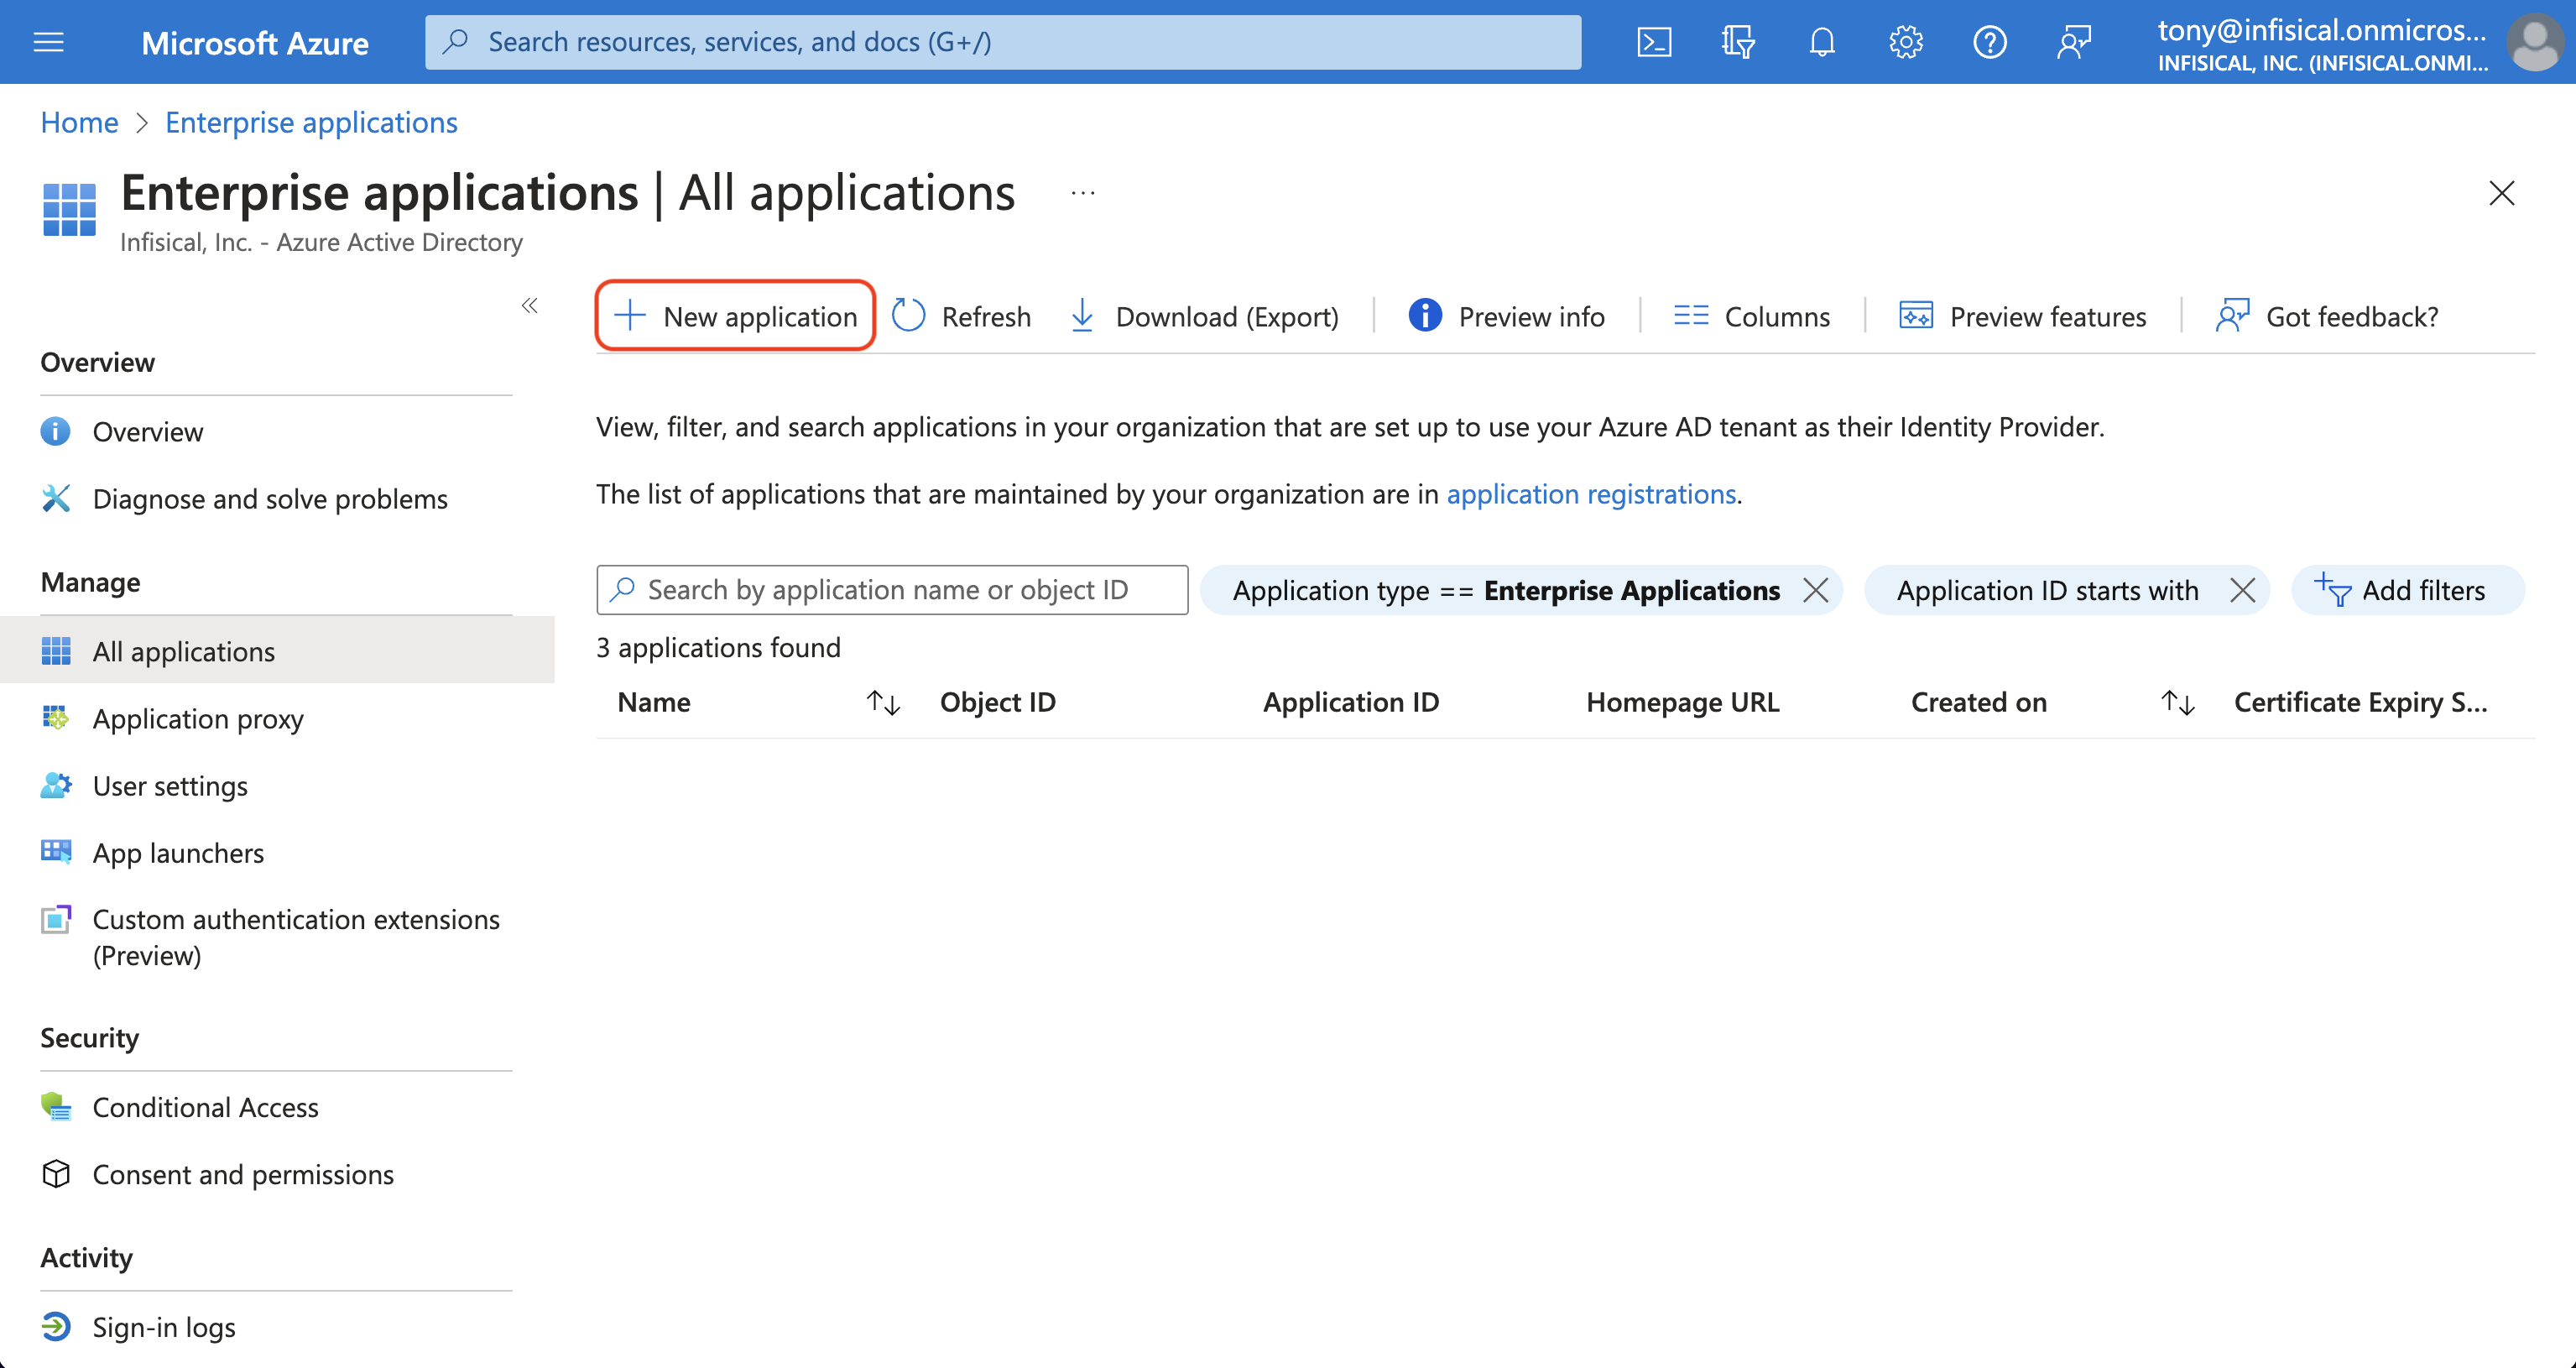 Microsoft Azure
Search resources, services, and docs (G+/)
tony@infisical.onmicros...
INFISICAL, INC. (INFISICAL.ONMI...
Home > Enterprise applications
Enterprise applications | All applications ...
Infisical, Inc. - Azure Active Directory
New application Refresh Download (Export) Preview info Columns Preview features Got feedback?
Overview
Overview
Diagnose and solve problems
Manage
All applications
Application proxy
User settings
App launchers
Custom authentication extensions
(Preview)
Security
Conditional Access
Consent and permissions
Activity
Sign-in logs
View, filter, and search applications in your organization that are set up to use your Azure AD tenant as their Identity Provider.
The list of applications that are maintained by your organization are in application registrations.
Search by application name or object ID Application type == Enterprise Applications Application ID starts with Add filters
3 applications found
Name Object ID Application ID Homepage URL Created on Certificate Expiry S...